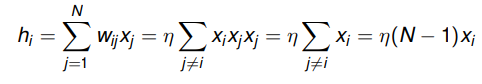 h_i = \sum_{j=1}^{N} w_{ij} x_j = \eta \sum_{j \neq i} x_i x_j x_j = \eta \sum_{j \neq i} x_i = \eta(N − 1)x_i